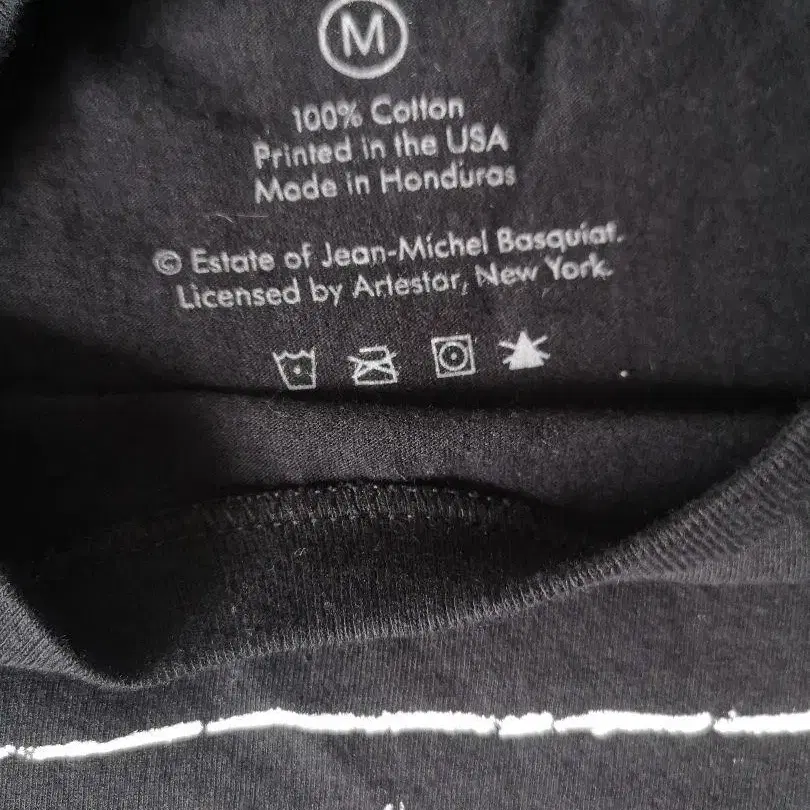 M
100% Cotton
Printed in the USA
Made in Honduras
© Estate of Jean-Michel Basquiat.
Licensed by Artestar, New York.